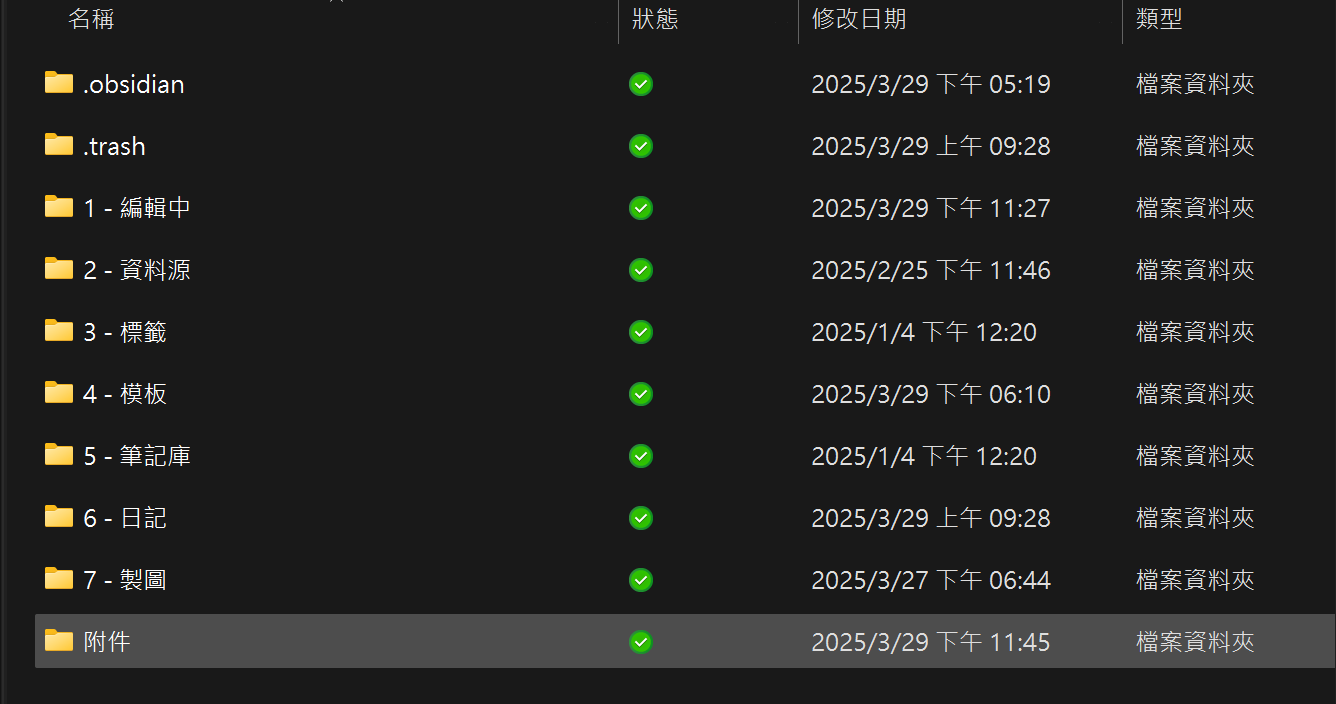 名稱 狀態 修改日期 類型
.obsidian 2025/3/29 下午 05:19 檔案資料夾
.trash 2025/3/29 上午 09:28 檔案資料夾
1 - 編輯中 2025/3/29 下午 11:27 檔案資料夾
2 - 資料源 2025/2/25 下午 11:46 檔案資料夾
3 - 標籤 2025/1/4 下午 12:20 檔案資料夾
4 - 模板 2025/3/29 下午 06:10 檔案資料夾
5 - 筆記庫 2025/1/4 下午 12:20 檔案資料夾
6 - 日記 2025/3/29 上午 09:28 檔案資料夾
7 - 製圖 2025/3/27 下午 06:44 檔案資料夾
附件 2025/3/29 下午 11:45 檔案資料夾